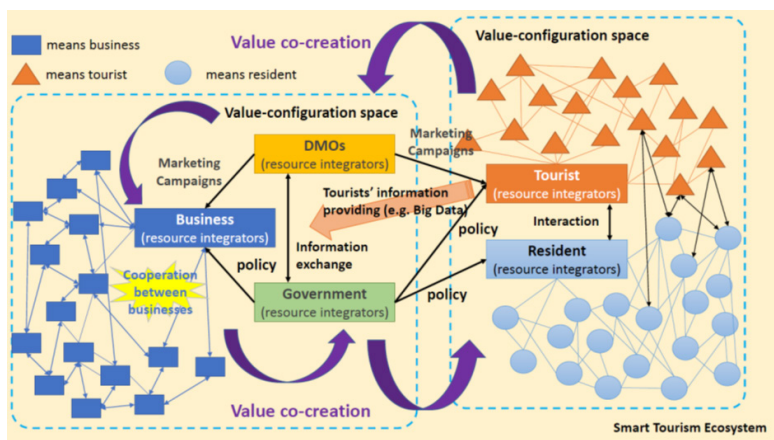 means business
means tourist
means resident
Value co-creation
Value-configuration space
Value-configuration space
DMOs
(resource integrators)
Marketing
Campaigns
Marketing
Campaigns
Tourist
(resource integrators)
Tourists' information
providing (e.g. Big Data)
Business
(resource integrators)
Interaction
policy
Information
exchange
Resident
(resource integrators)
policy
Cooperation
between
businesses
Government
(resource integrators)
policy
Value co-creation
Smart Tourism Ecosystem